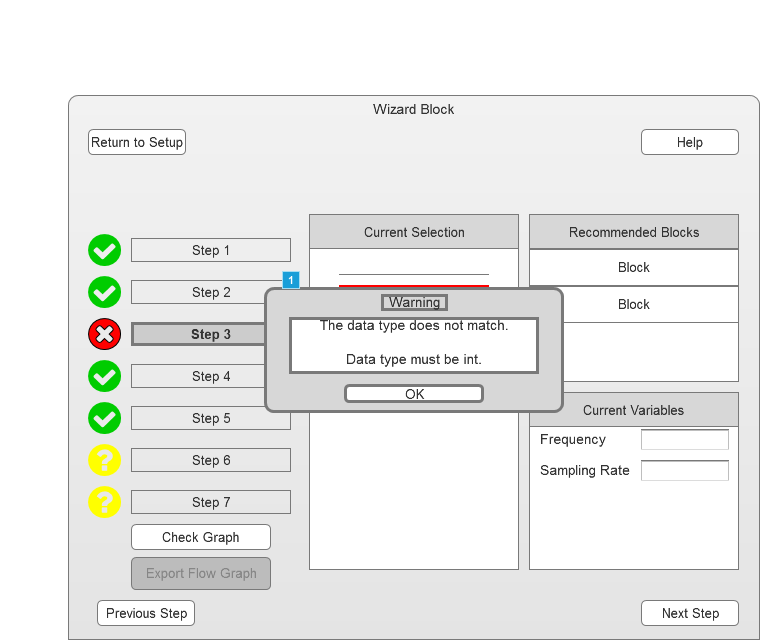 Wizard Block
Return to Setup
Help
Current Selection
Recommended Blocks
Step 1
Block
1
Step 2
Block
Warning
The data type does not match.
Step 3
Data type must be int.
Step 4
OK
Current Variables
Step 5
Frequency
Step 6
Sampling Rate
Step 7
Check Graph
Export Flow Graph
Previous Step
Next Step